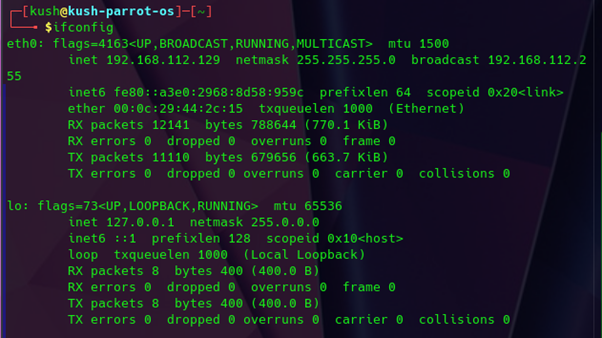 ┌─[kush@kush-parrot-os]─[~]
└──╼ $ifconfig
eth0: flags=4163<UP,BROADCAST,RUNNING,MULTICAST>  mtu 1500
        inet 192.168.112.129  netmask 255.255.255.0  broadcast 192.168.112.2
55
        inet6 fe80::a3e0:2968:8d58:959c  prefixlen 64  scopeid 0x20<link>
        ether 00:0c:29:44:2c:15  txqueuelen 1000  (Ethernet)
        RX packets 12141  bytes 788644 (770.1 KiB)
        RX errors 0  dropped 0  overruns 0  frame 0
        TX packets 11110  bytes 679656 (663.7 KiB)
        TX errors 0  dropped 0 overruns 0  carrier 0  collisions 0

lo: flags=73<UP,LOOPBACK,RUNNING>  mtu 65536
        inet 127.0.0.1  netmask 255.0.0.0
        inet6 ::1  prefixlen 128  scopeid 0x10<host>
        loop  txqueuelen 1000  (Local Loopback)
        RX packets 8  bytes 400 (400.0 B)
        RX errors 0  dropped 0  overruns 0  frame 0
        TX packets 8  bytes 400 (400.0 B)
        TX errors 0  dropped 0 overruns 0  carrier 0  collisions 0